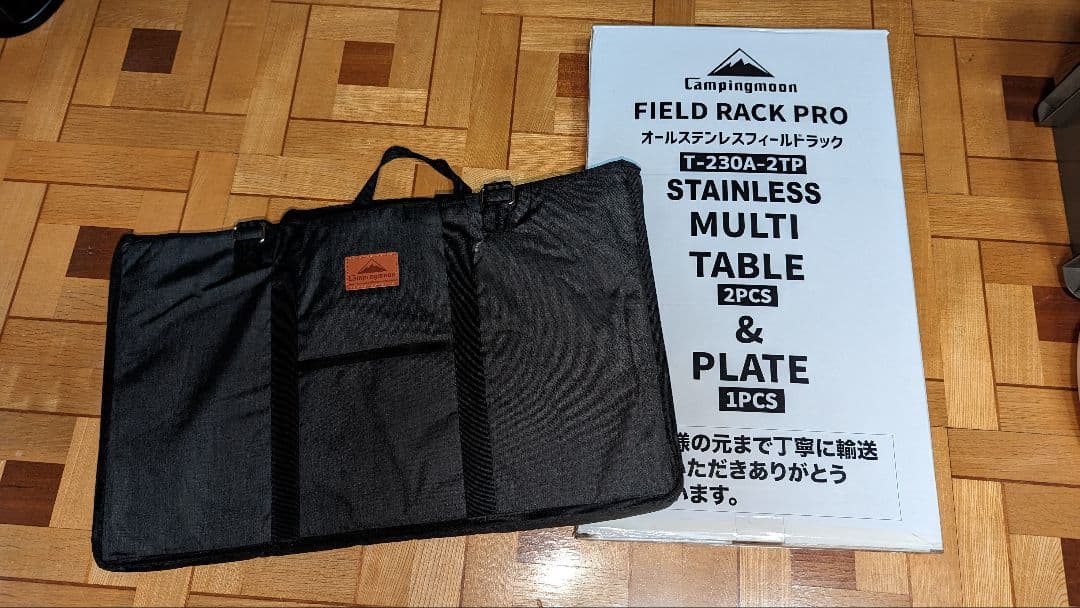 Campingmoon
FIELD RACK PRO
オールステンレスフィールドラック
T-230A-2TP
STAINLESS
MULTI
TABLE
2PCS
&
PLATE
1PCS
様の元まで丁寧に輸送
ただきありがとう
います。
Campingmoon